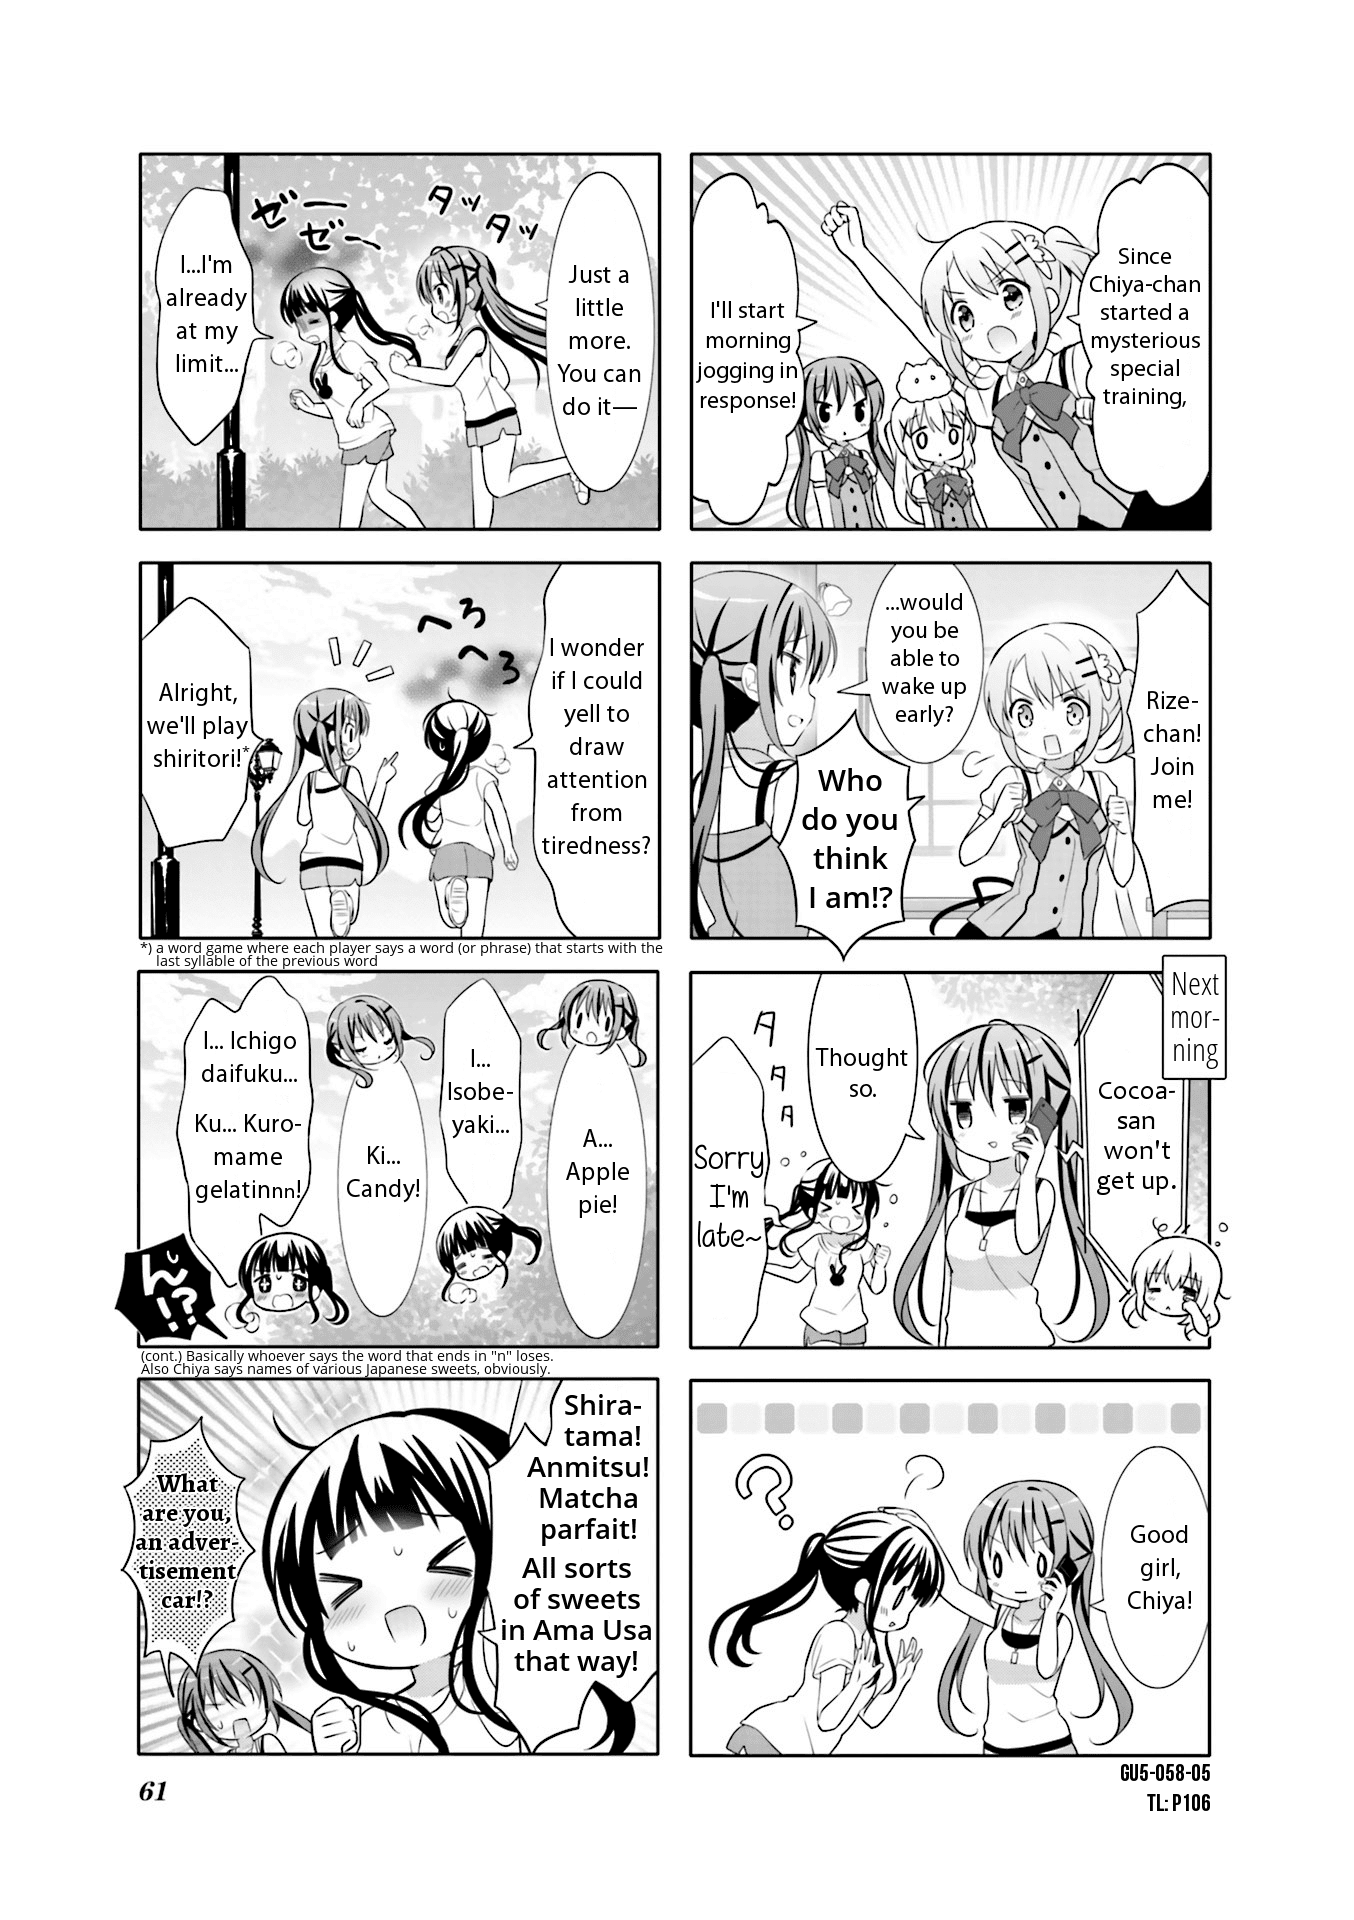 Since
Chiya-chan
started a
mysterious
special
training,
I'll start
morning
jogging in
response!
Rize-
chan!
Join
me!
...would
you be
able to
wake up
early?
Who
do you
think
I am!?
Next
mor-
ning
Cocoa-
san
won't
get up.
Thought
so.
タタタ
Sorry
I'm
late~
Good
girl,
Chiya!
?
Just a
little
more.
You can
do it—
タッ
タッ
ゼー
ゼー
I...I'm
already
at my
limit...
I wonder
if I could
yell to
draw
attention
from
tiredness?
へろ
へろ
Alright,
we'll play
shiritori!*
*) a word game where each player says a word (or phrase) that starts with the
last syllable of the previous word
A...
Apple
pie!
I...
Isobe-
yaki...
Ki...
Candy!
I... Ichigo
daifuku...
Ku... Kuro-
mame
gelatinnn!
ん
!?
(cont.) Basically whoever says the word that ends in "n" loses.
Also Chiya says names of various Japanese sweets, obviously.
Shira-
tama!
Anmitsu!
Matcha
parfait!
All sorts
of sweets
in Ama Usa
that way!
What
are you,
an adver-
tisement
car!?
61
GU5-058-05
TL: P106